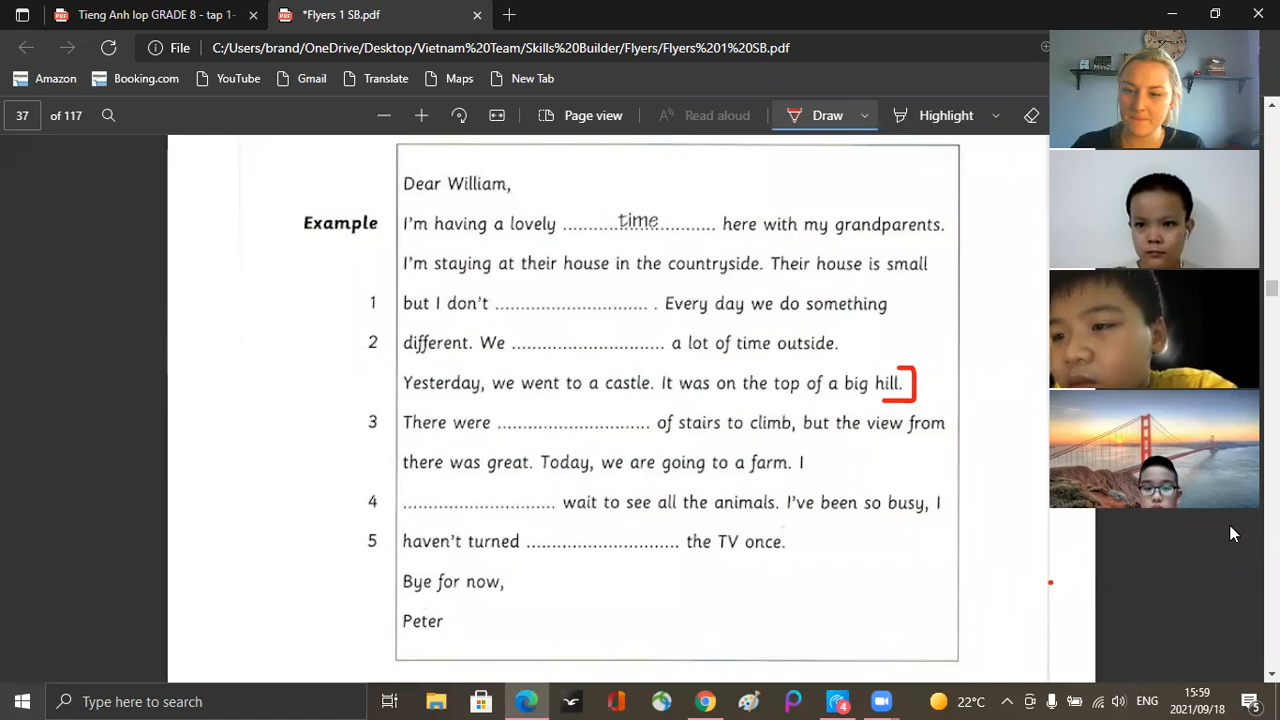 Tieng Anh lop GRADE 8 - tap 1-
*Flyers 1 SB.pdf
File C:/Users/brand/OneDrive/Desktop/Vietnam%20Team/Skills%20Builder/Flyers/Flyers%201%20SB.pdf
Amazon Booking.com YouTube Gmail Translate Maps New Tab
37 of 117 Page view Read aloud Draw Highlight
Dear William,
Example I'm having a lovely ........time........ here with my grandparents.
I'm staying at their house in the countryside. Their house is small
1 but I don't ............................ . Every day we do something
2 different. We ............................ a lot of time outside.
Yesterday, we went to a castle. It was on the top of a big hill.
3 There were ............................ of stairs to climb, but the view from
there was great. Today, we are going to a farm. I
4 ............................ wait to see all the animals. I've been so busy, I
5 haven't turned ............................ the TV once.
Bye for now,
Peter
Type here to search
4
22°C
ENG
15:59
2021/09/18
5